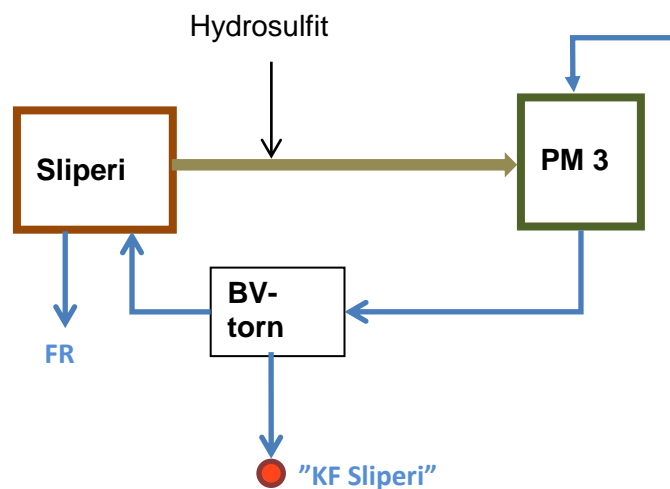 Hydrosulfit
Sliperi
PM 3
BV-
torn
FR
”KF Sliperi”